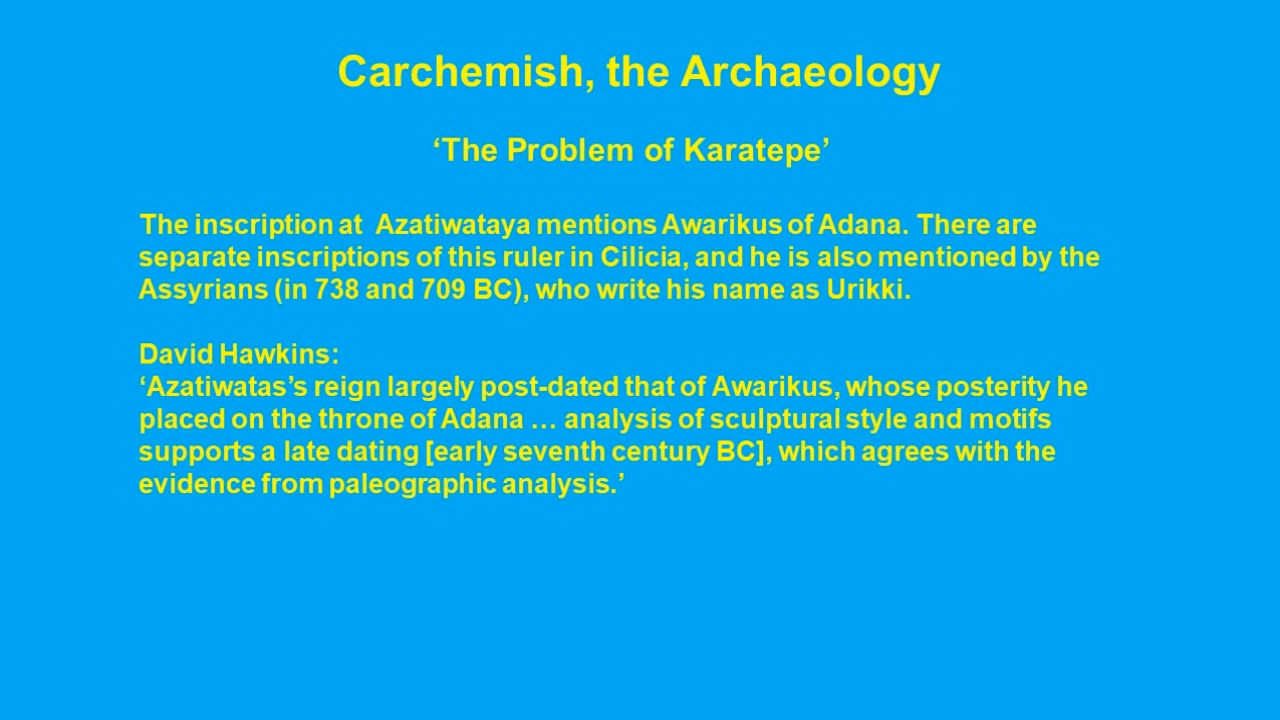 Carchemish, the Archaeology
‘The Problem of Karatepe’
The inscription at  Azatiwataya mentions Awarikus of Adana. There are
separate inscriptions of this ruler in Cilicia, and he is also mentioned by the
Assyrians (in 738 and 709 BC), who write his name as Urikki.
David Hawkins:
‘Azatiwatas’s reign largely post-dated that of Awarikus, whose posterity he
placed on the throne of Adana … analysis of sculptural style and motifs
supports a late dating [early seventh century BC], which agrees with the
evidence from paleographic analysis.’